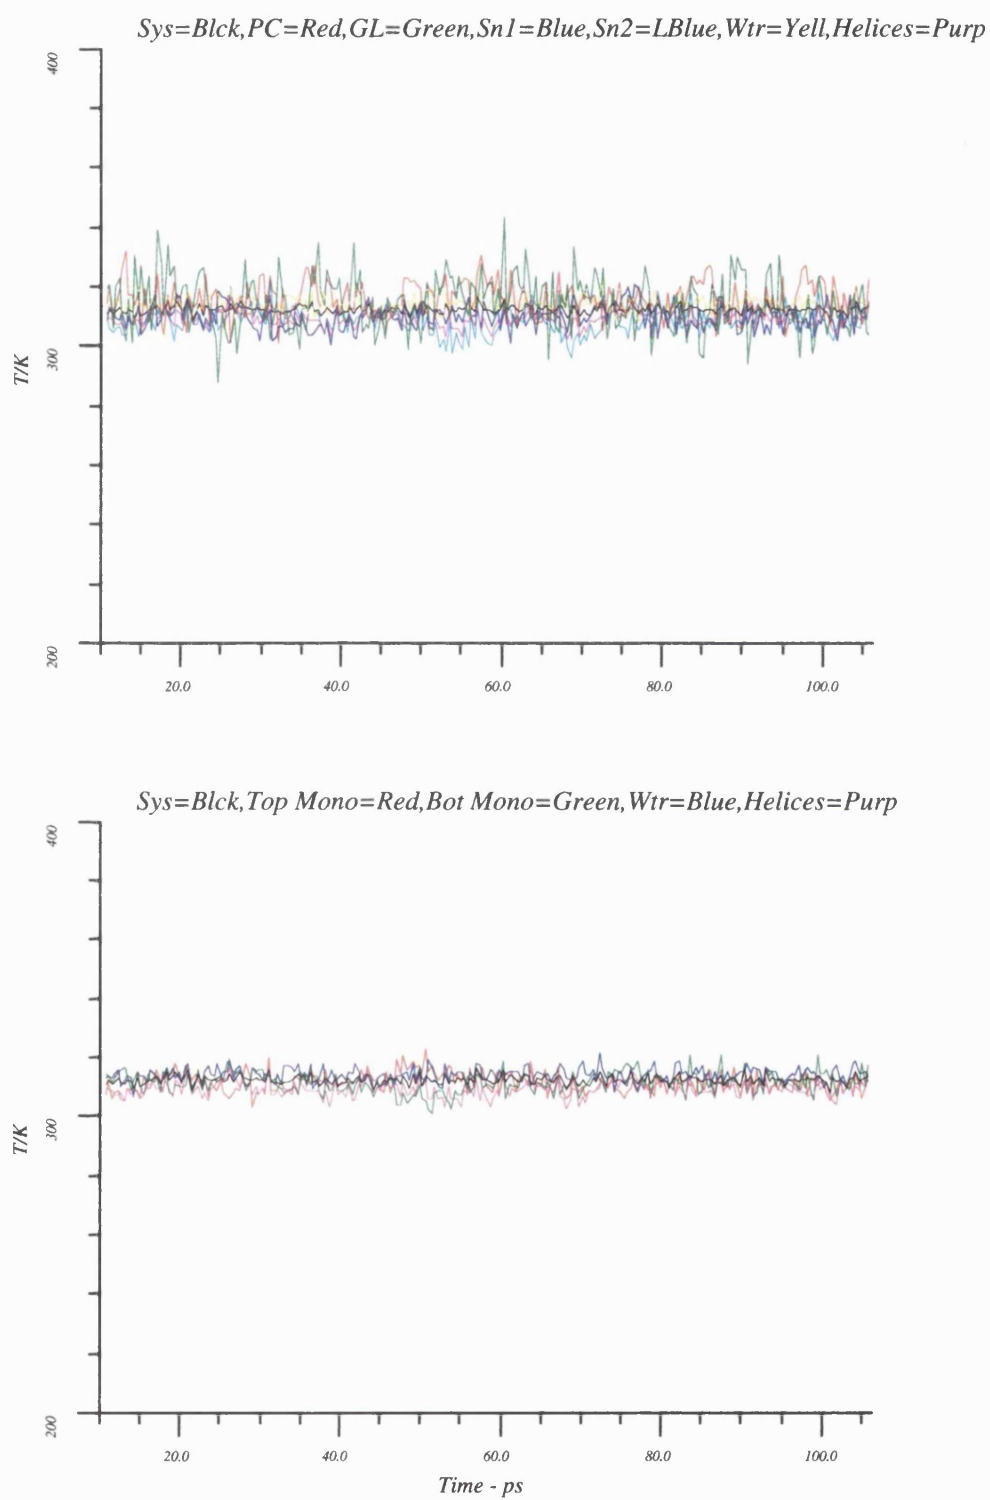 Sys=Blck,PC=Red,GL=Green,Sn1=Blue,Sn2=LBlue,Wtr=Yell,Helices=Purp
400
300
200
T/K
20.0 40.0 60.0 80.0 100.0
Sys=Blck,Top Mono=Red,Bot Mono=Green,Wtr=Blue,Helices=Purp
400
300
200
T/K
20.0 40.0 60.0 80.0 100.0
Time - ps